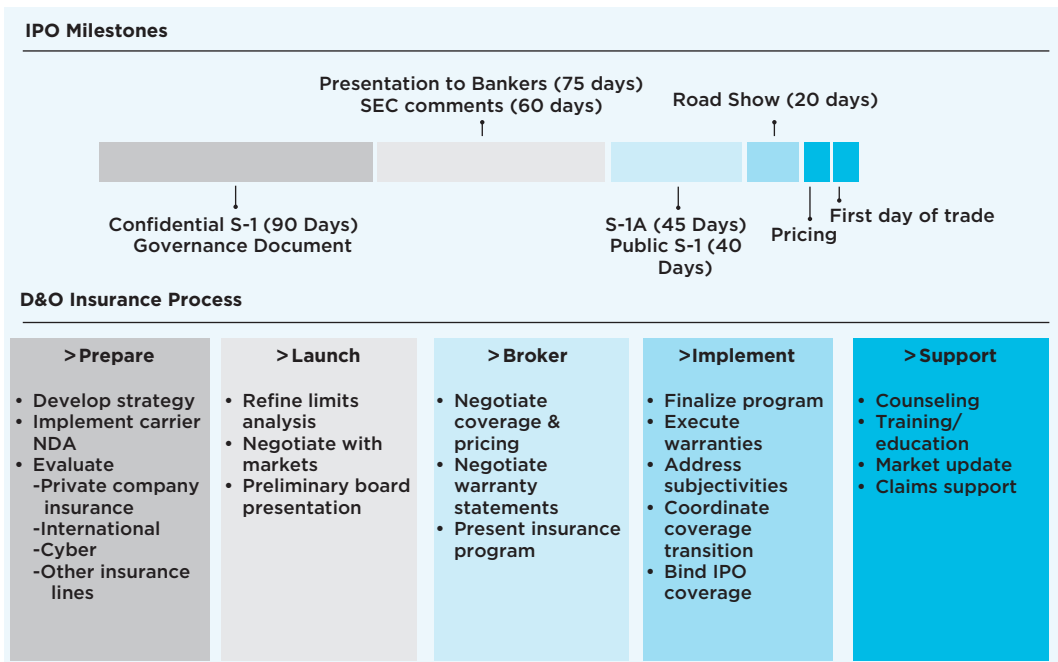 IPO Milestones
Presentation to Bankers (75 days)
SEC comments (60 days)
Road Show (20 days)
Confidential S-1 (90 Days)
Governance Document
S-1A (45 Days)
Public S-1 (40
Days)
Pricing
First day of trade
D&O Insurance Process
>Prepare
• Develop strategy
• Implement carrier
NDA
• Evaluate
-Private company
insurance
-International
-Cyber
-Other insurance
lines
>Launch
• Refine limits
analysis
• Negotiate with
markets
• Preliminary board
presentation
>Broker
• Negotiate
coverage &
pricing
• Negotiate
warranty
statements
• Present insurance
program
>Implement
• Finalize program
• Execute
warranties
• Address
subjectivities
• Coordinate
coverage
transition
• Bind IPO
coverage
>Support
• Counseling
• Training/
education
• Market update
• Claims support